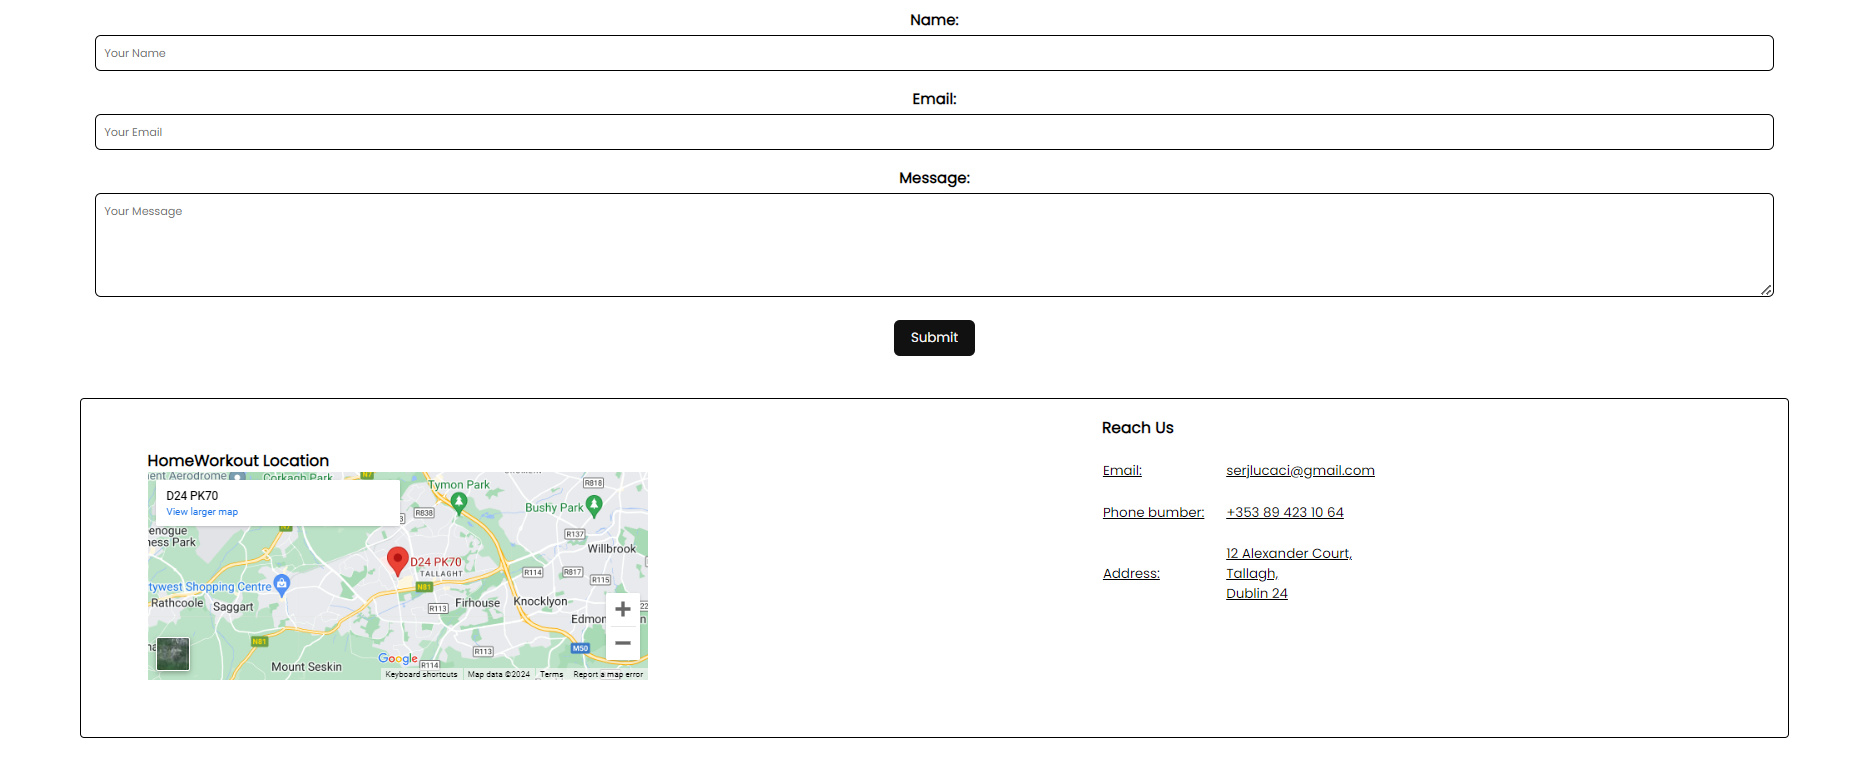 Name:
Your Name
Email:
Your Email
Message:
Your Message
Submit
HomeWorkout Location
Reach Us
Email: serjlucaci@gmail.com
Phone bumber: +353 89 423 10 64
Address: 12 Alexander Court,
Tallagh,
Dublin 24
D24 PK70
View larger map
Corkagh Park
N7
Tymon Park
R818
Bushy Park
R838
R137
Willbrook
D24 PK70
TALLAGHT
R114
R817
R115
N81
R113
Firhouse
Knocklyon
Rathcoole
Saggart
tywest Shopping Centre
ent Aerodrome
enogue
ness Park
N81
Mount Seskin
M50
R113
R114
Google
Keyboard shortcuts
Map data ©2024
Terms
Report a map error